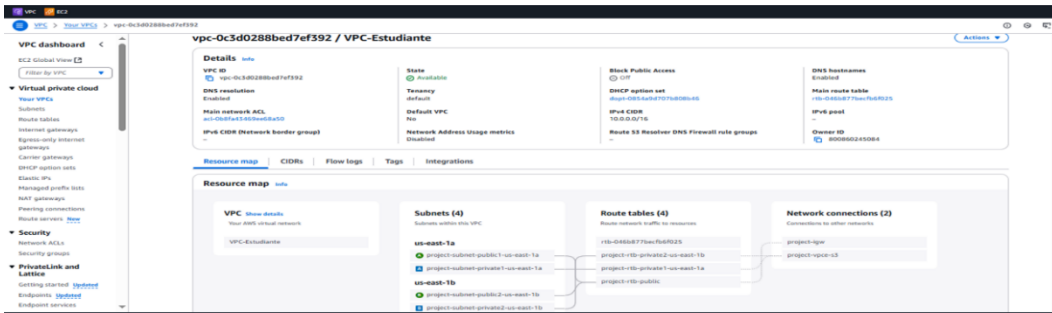 VPC EC2
VPC > Your VPCs > vpc-0c3d0288bed7ef392
VPC dashboard
EC2 Global View
Filter by VPC
Virtual private cloud
Your VPCs
Subnets
Route tables
Internet gateways
Egress-only internet
gateways
Carrier gateways
DHCP option sets
Elastic IPs
Managed prefix lists
NAT gateways
Peering connections
Route servers New
Security
Network ACLs
Security groups
PrivateLink and
Lattice
Getting started Updated
Endpoints Updated
Endpoint services
vpc-0c3d0288bed7ef392 / VPC-Estudiante
Actions
Details Info
VPC ID
vpc-0c3d0288bed7ef392
State
Available
Block Public Access
Off
DNS hostnames
Enabled
DNS resolution
Enabled
Tenancy
default
DHCP option set
dopt-0854a9d707b808b46
Main route table
rtb-046b877becfb6f025
Main network ACL
acl-0b8fa45469ee68a50
Default VPC
No
IPv4 CIDR
10.0.0.0/16
IPv6 pool
–
IPv6 CIDR (Network border group)
–
Network Address Usage metrics
Disabled
Route 53 Resolver DNS Firewall rule groups
–
Owner ID
800860245084
Resource map CIDRs Flow logs Tags Integrations
Resource map Info
VPC Show details
Your AWS virtual network
VPC-Estudiante
Subnets (4)
Subnets within this VPC
us-east-1a
project-subnet-public1-us-east-1a
project-subnet-private1-us-east-1a
us-east-1b
project-subnet-public2-us-east-1b
project-subnet-private2-us-east-1b
Route tables (4)
Route network traffic to resources
rtb-046b877becfb6f025
project-rtb-private2-us-east-1b
project-rtb-private1-us-east-1a
project-rtb-public
Network connections (2)
Connections to other networks
project-igw
project-vpce-s3